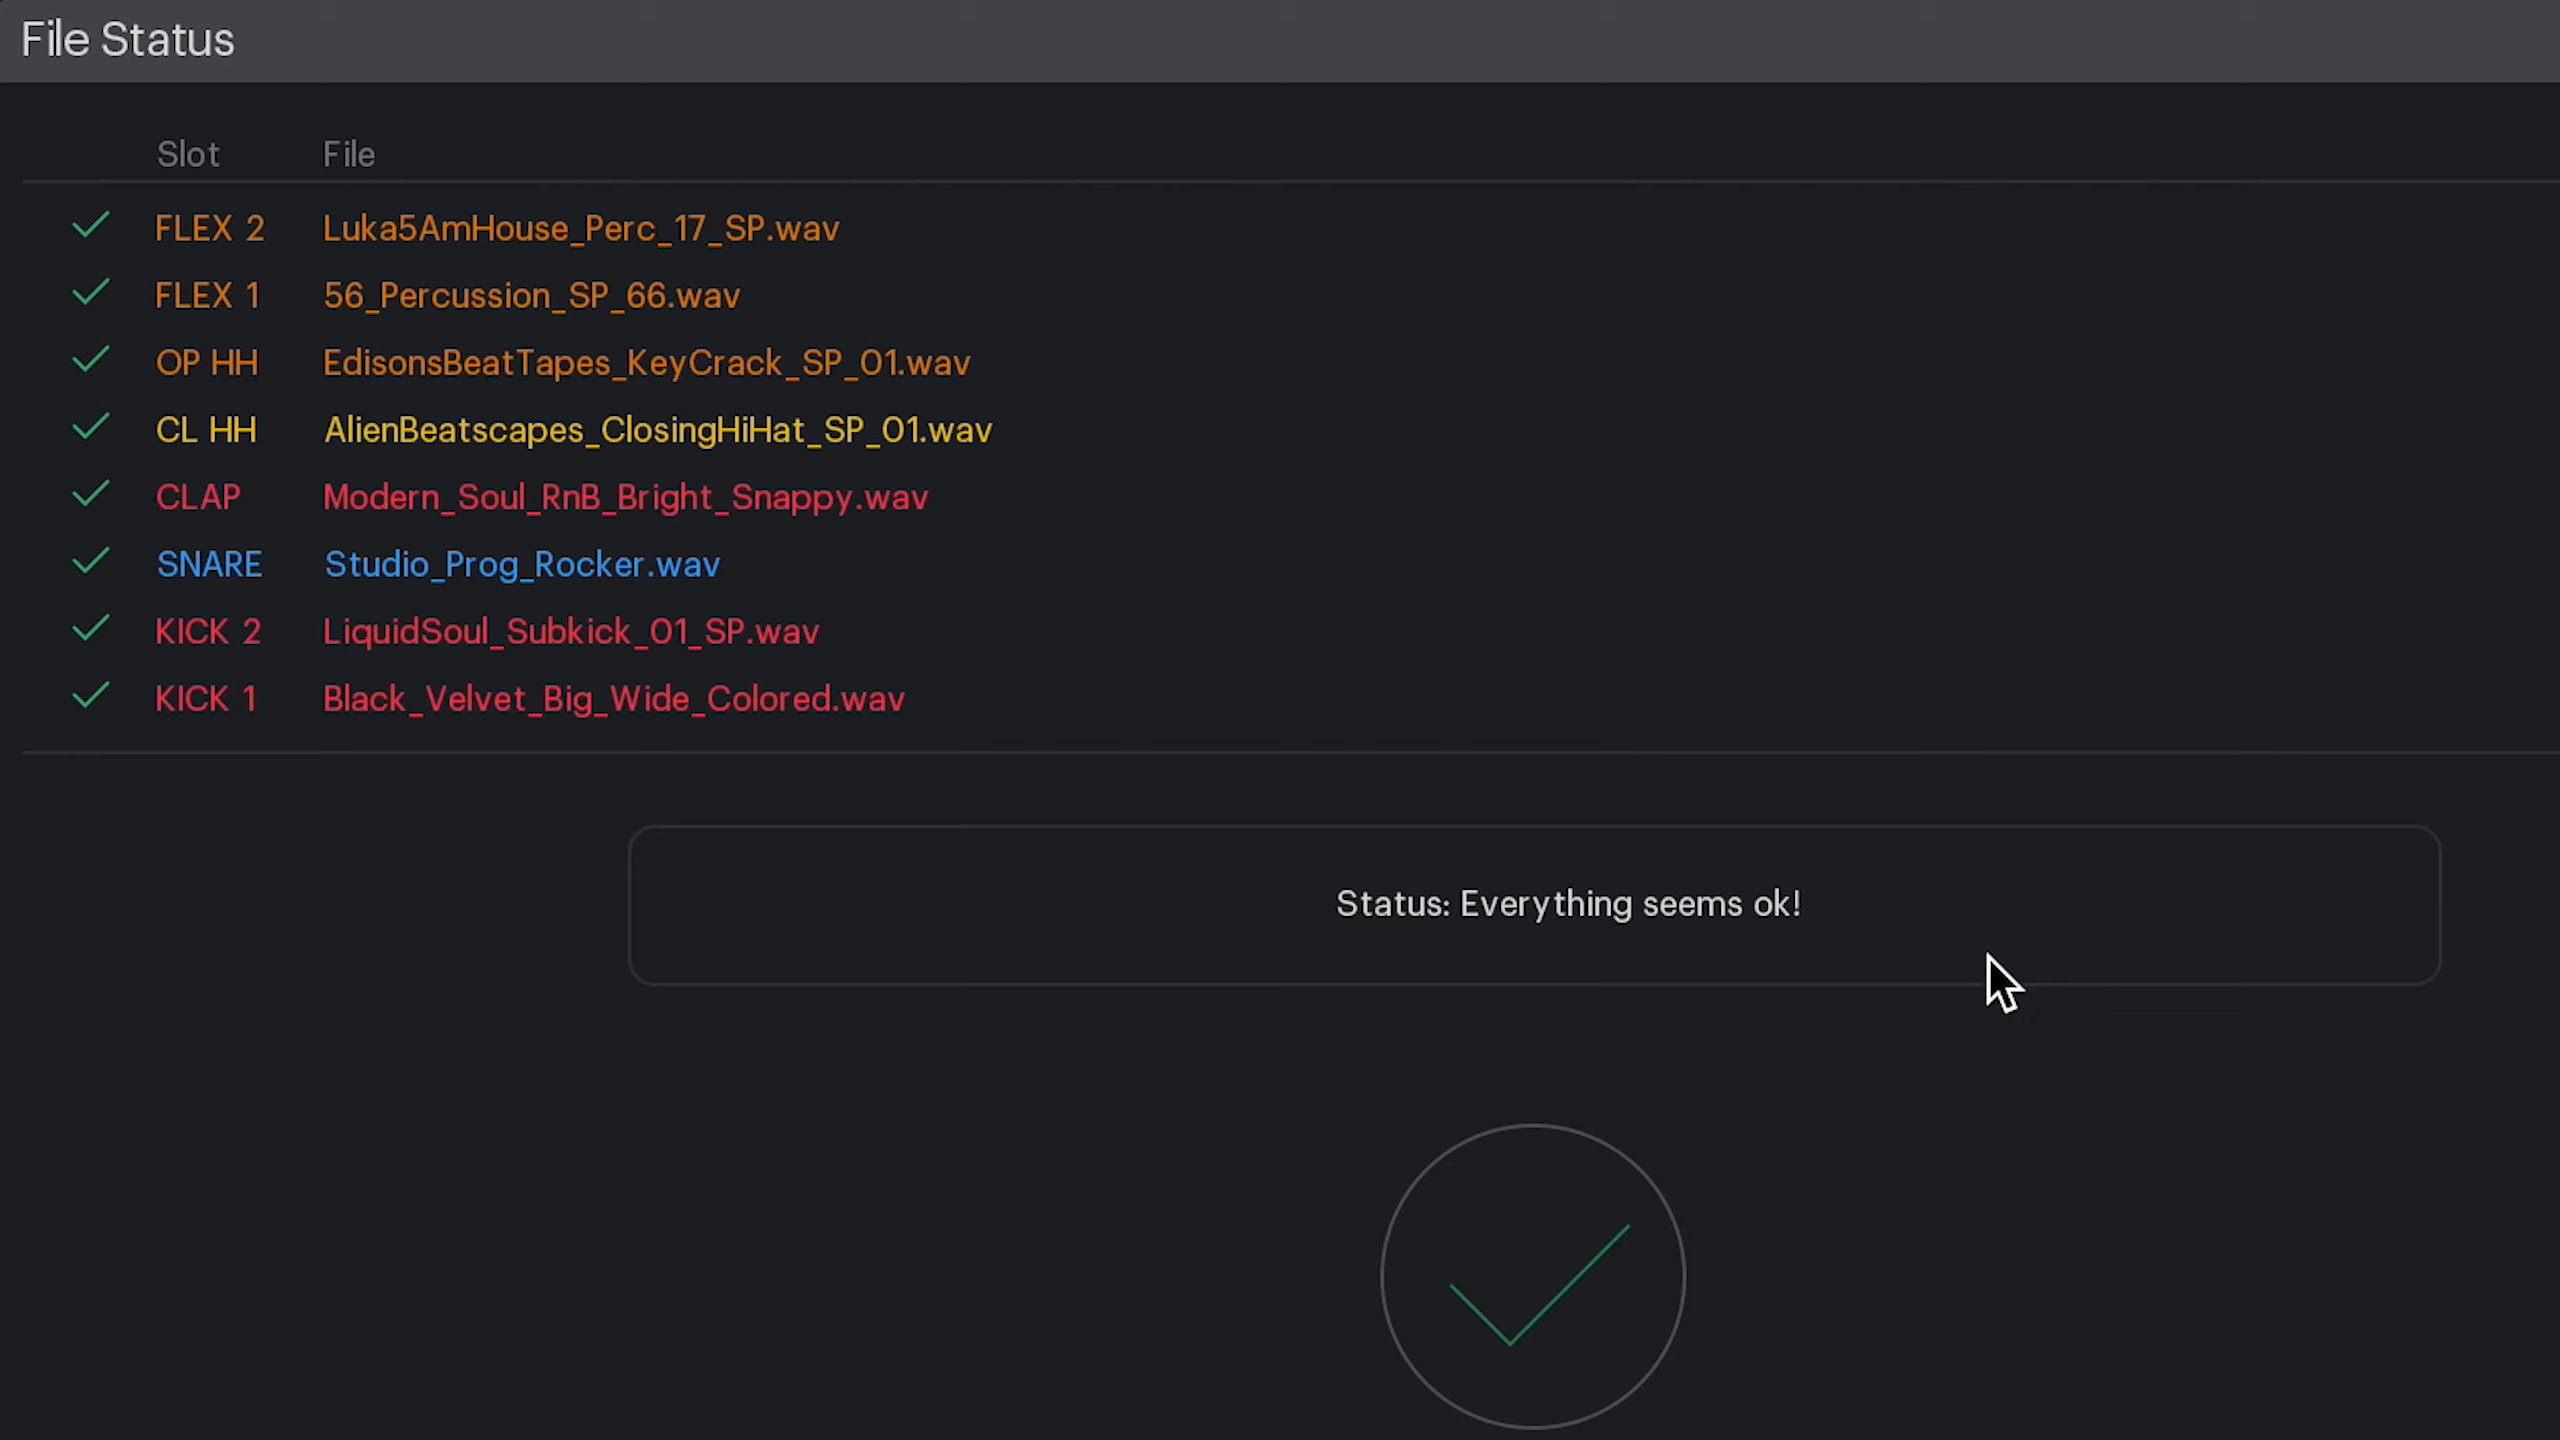 File Status
Slot File
FLEX 2 Luka5AmHouse_Perc_17_SP.wav
FLEX 1 56_Percussion_SP_66.wav
OP HH EdisonsBeatTapes_KeyCrack_SP_01.wav
CL HH AlienBeatscapes_ClosingHiHat_SP_01.wav
CLAP Modern_Soul_RnB_Bright_Snappy.wav
SNARE Studio_Prog_Rocker.wav
KICK 2 LiquidSoul_Subkick_01_SP.wav
KICK 1 Black_Velvet_Big_Wide_Colored.wav
Status: Everything seems ok!